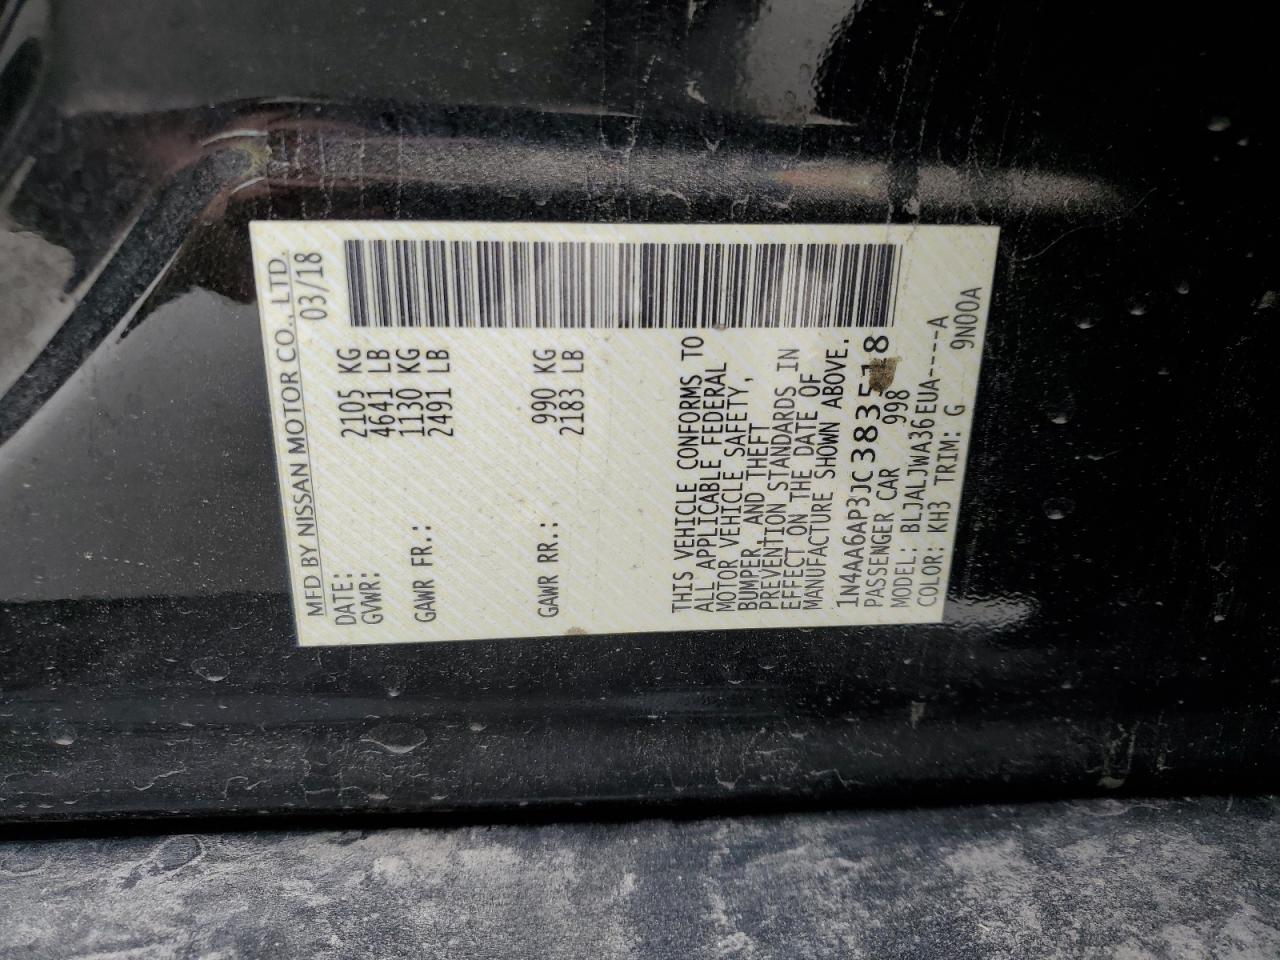 MFD BY NISSAN MOTOR CO., LTD.
DATE: 03/18
GVWR: 2105 KG
4641 LB
GAWR FR.: 1130 KG
2491 LB
GAWR RR.: 990 KG
2183 LB
THIS VEHICLE CONFORMS TO
ALL APPLICABLE FEDERAL
MOTOR VEHICLE SAFETY,
BUMPER, AND THEFT
PREVENTION STANDARDS IN
EFFECT ON THE DATE OF
MANUFACTURE SHOWN ABOVE.
1N4AA6AP3JC383518
PASSENGER CAR 998
MODEL: BLJALJWA36EUA-----A
COLOR: KH3 TRIM: G 9N00A